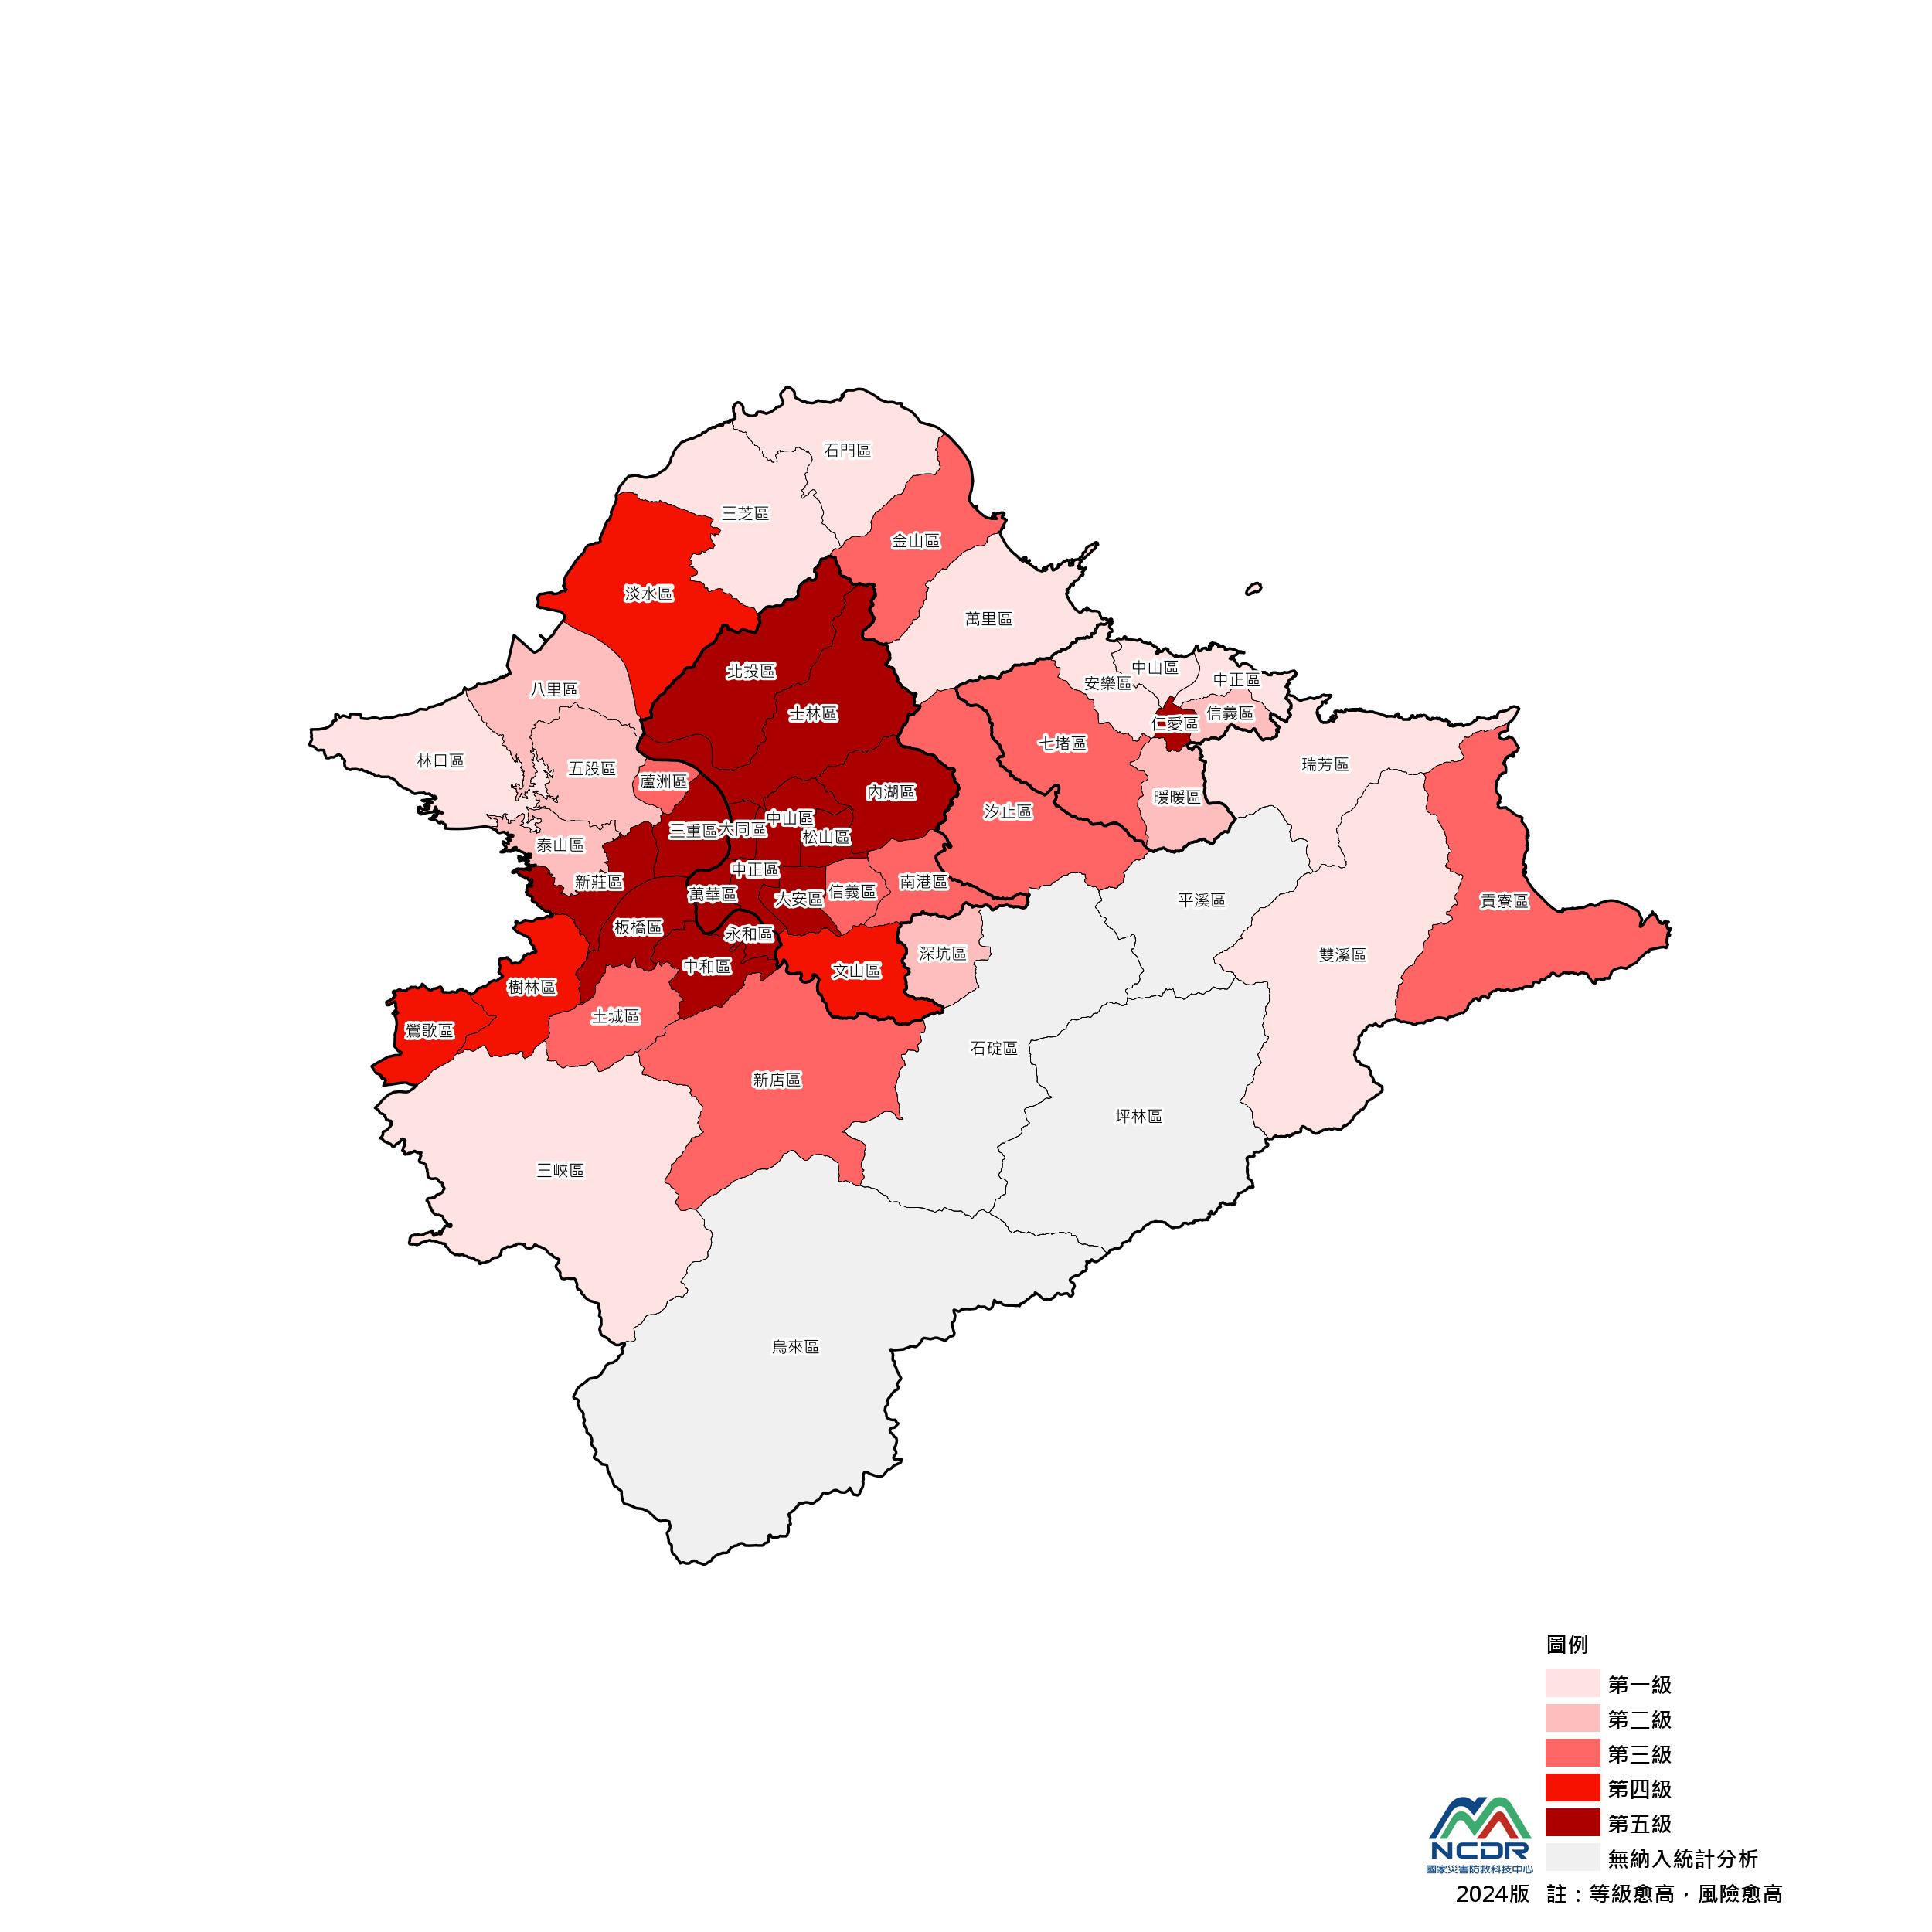 石門區
三芝區
金山區
淡水區
萬里區
中山區
北投區
中正區
安樂區
八里區
士林區
信義區
仁愛區
七堵區
林口區
五股區
瑞芳區
蘆洲區
內湖區
暖暖區
汐止區
中山區
三重區
大同區
松山區
泰山區
中正區
新莊區
南港區
信義區
萬華區
大安區
平溪區
貢寮區
板橋區
永和區
深坑區
雙溪區
中和區
文山區
樹林區
土城區
鶯歌區
石碇區
新店區
坪林區
三峽區
烏來區
圖例
第一級
第二級
第三級
第四級
第五級
無納入統計分析
NCDR
國家災害防救科技中心
2024版 註：等級愈高，風險愈高